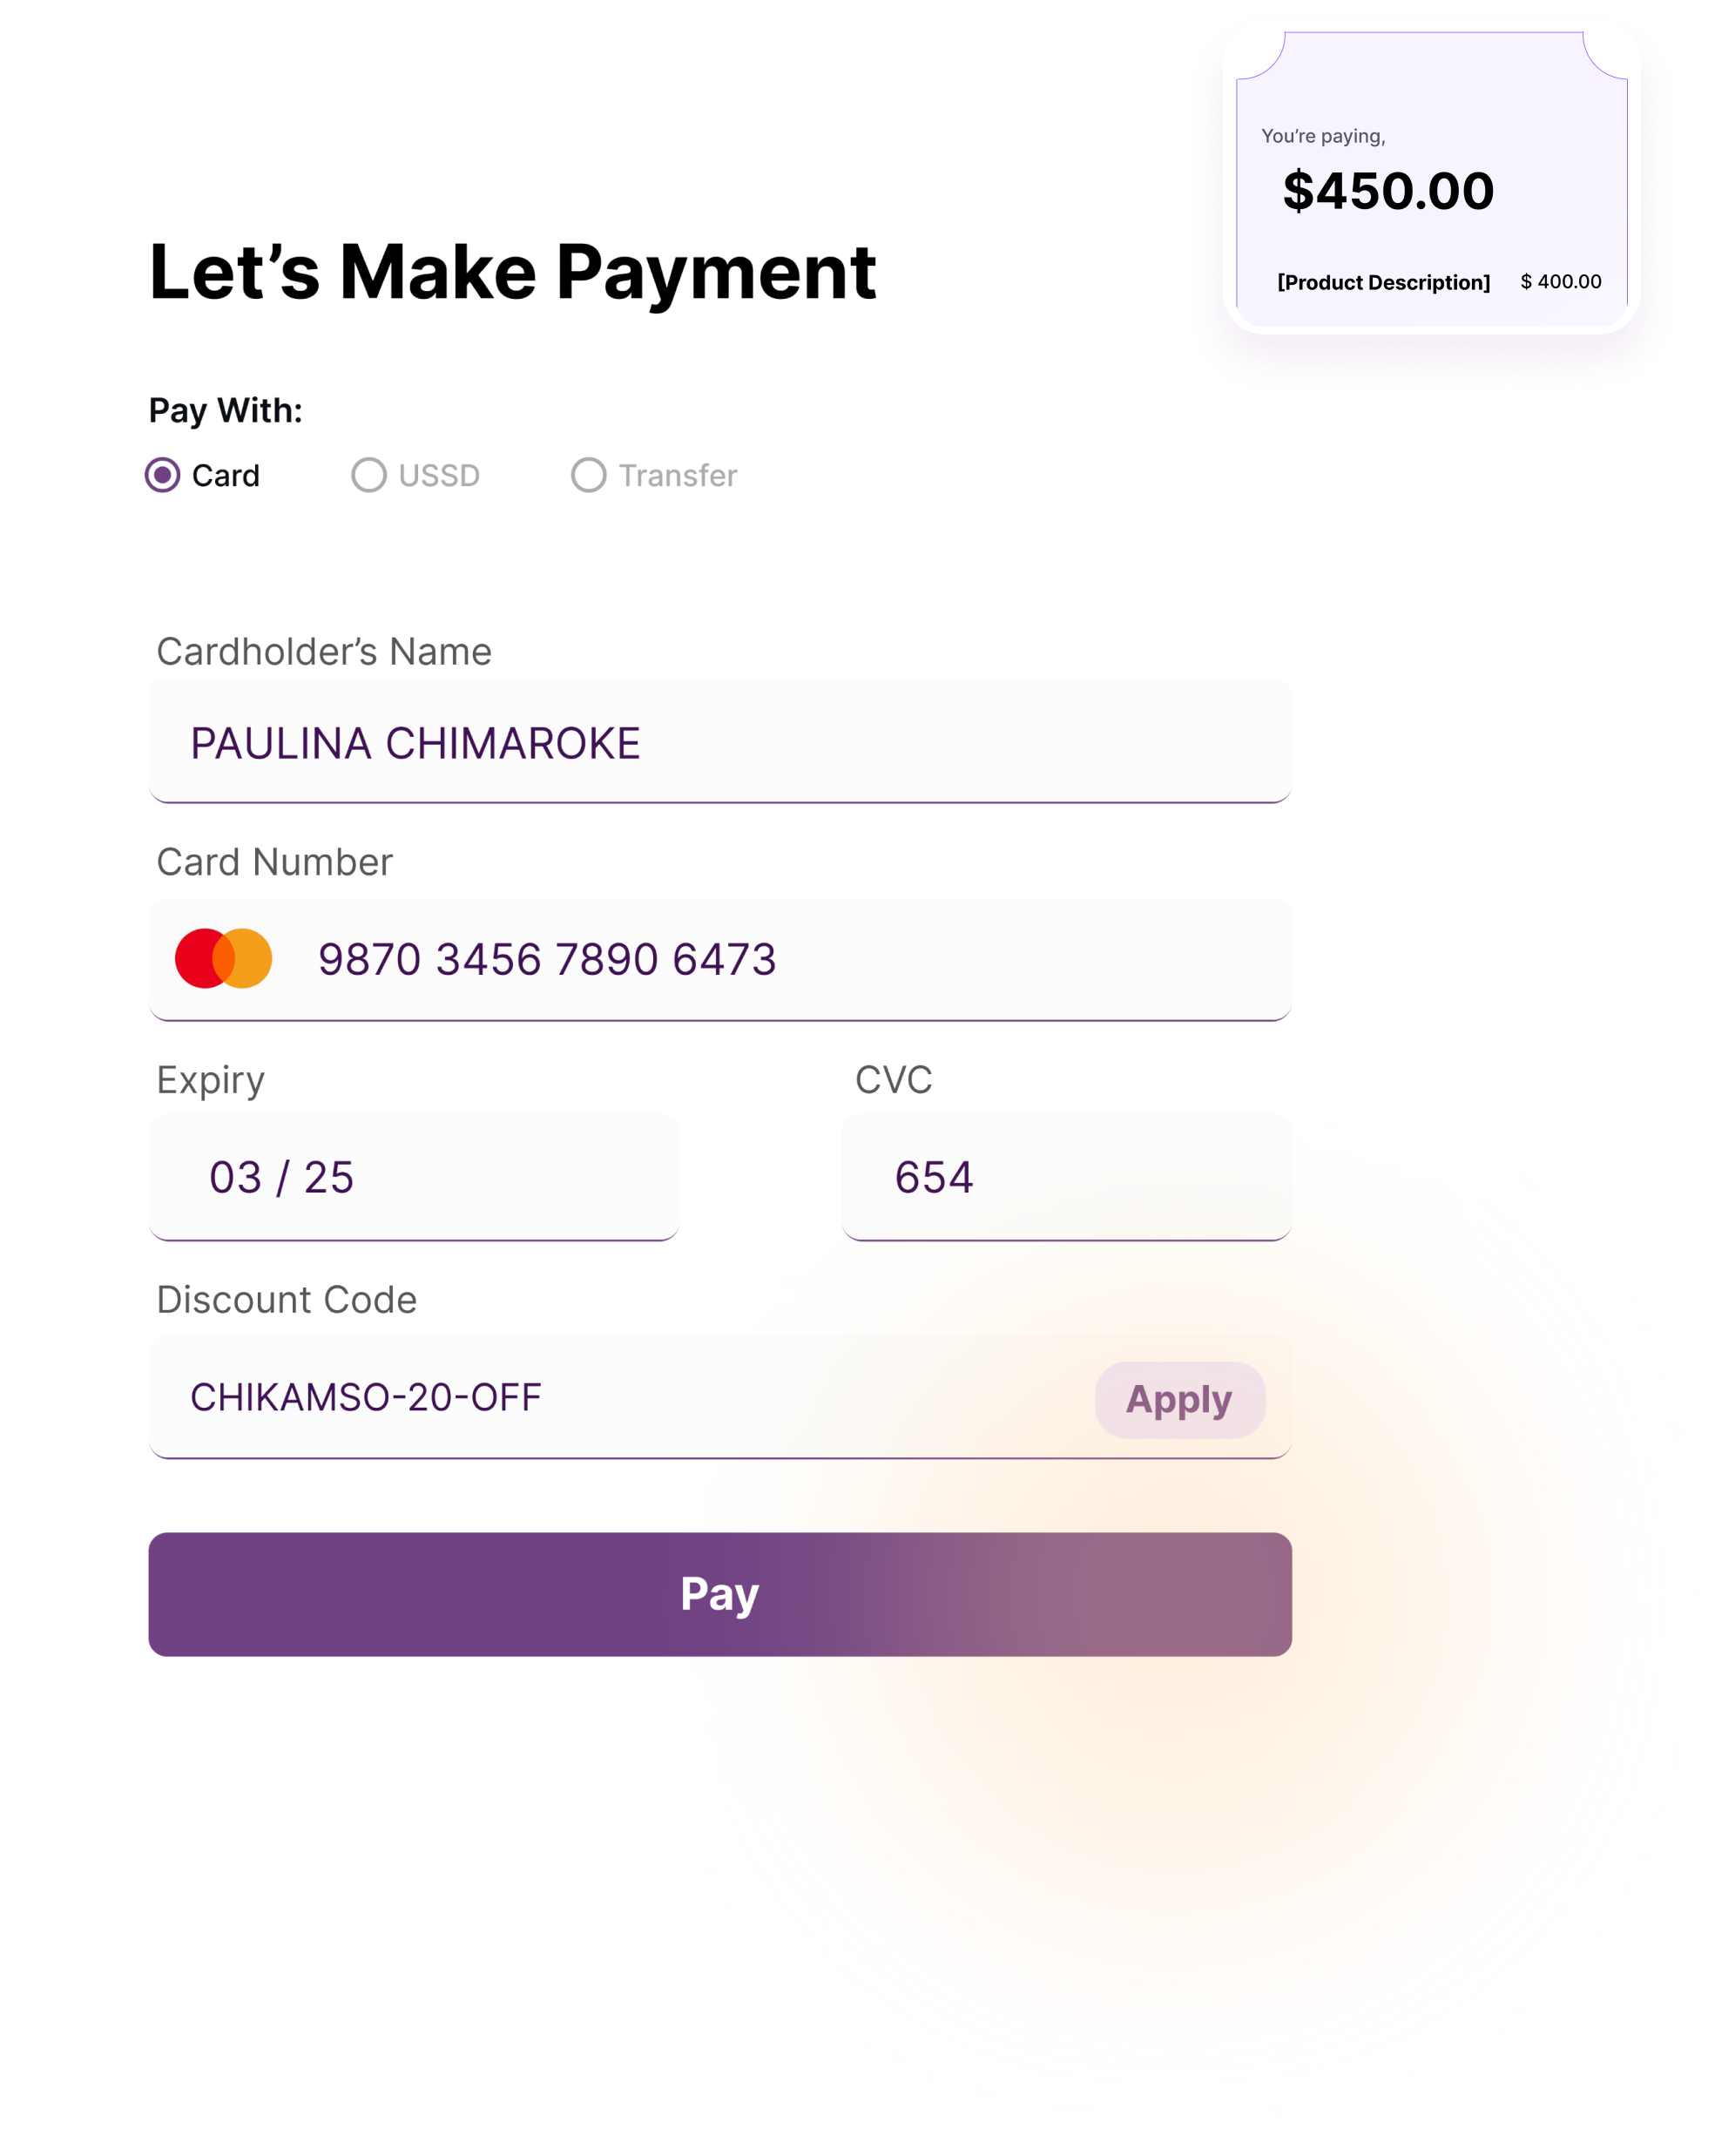 You’re paying,
$450.00
[Product Description] $ 400.00
Let’s Make Payment
Pay With:
Card USSD Transfer
Cardholder’s Name
PAULINA CHIMAROKE
Card Number
9870 3456 7890 6473
Expiry CVC
03 / 25 654
Discount Code
CHIKAMSO-20-OFF Apply
Pay